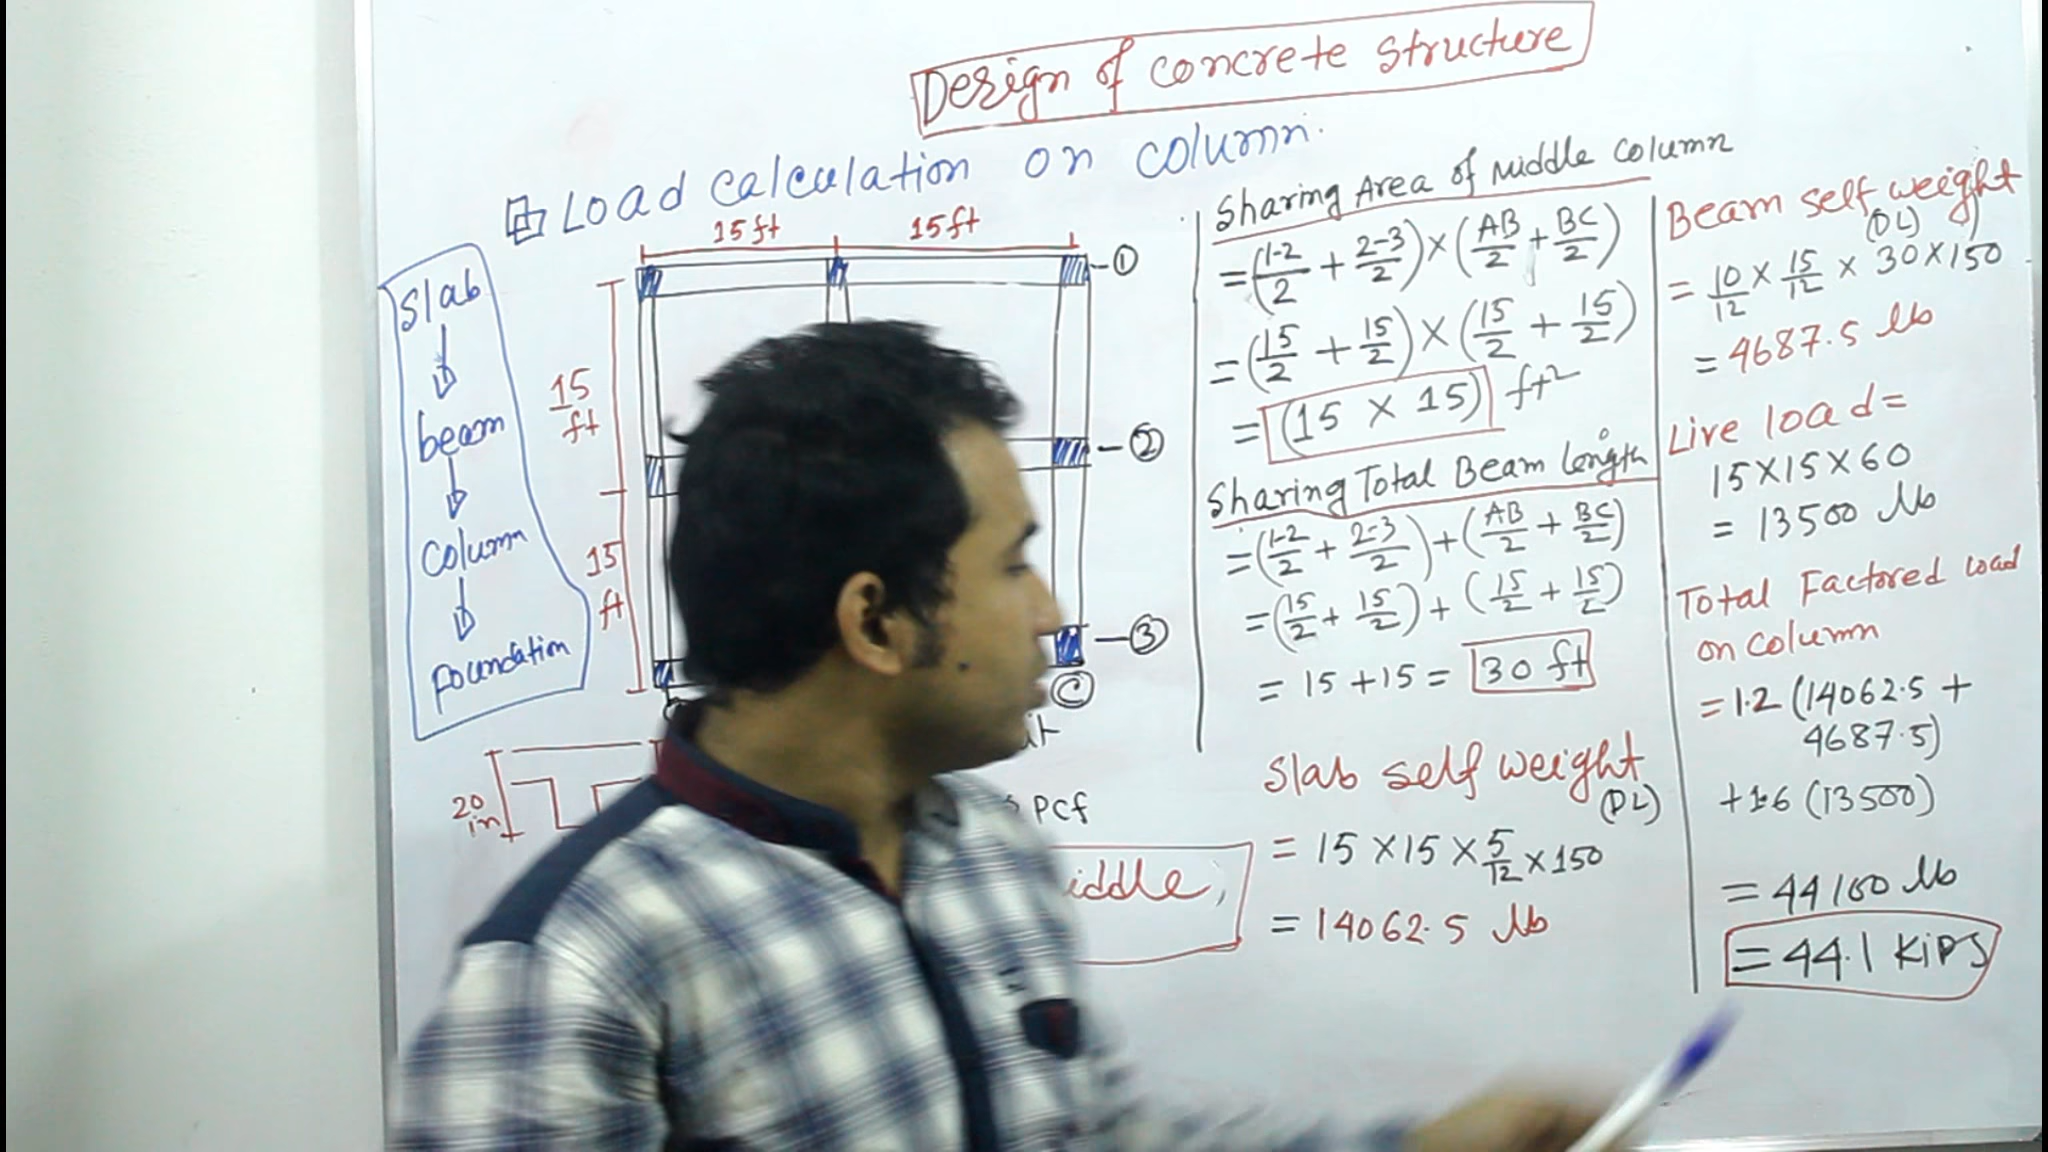 Design of concrete structure
Load calculation on column.
15 ft
15 ft
①
②
③
Ⓒ
15
ft
15
ft
slab
beam
column
Foundation
20
in
PCF
iddle,
Sharing Area of middle column
= (1-2/2 + 2-3/2) × (AB/2 + BC/2)
= (15/2 + 15/2) × (15/2 + 15/2)
= (15 × 15) ft²
Sharing Total Beam length
= (1-2/2 + 2-3/2) + (AB/2 + BC/2)
= (15/2 + 15/2) + (15/2 + 15/2)
= 15 + 15 = 30 ft
Slab self weight
(DL)
= 15 × 15 × 5/12 × 150
= 14062.5 lb
Beam self weight
(DL)
= 10/12 × 15/12 × 30 × 150
= 4687.5 lb
Live load =
15 × 15 × 60
= 13500 lb
Total Factored load
on column
= 1.2 (14062.5 +
4687.5)
+ 1.6 (13500)
= 44100 lb
= 44.1 KIPS